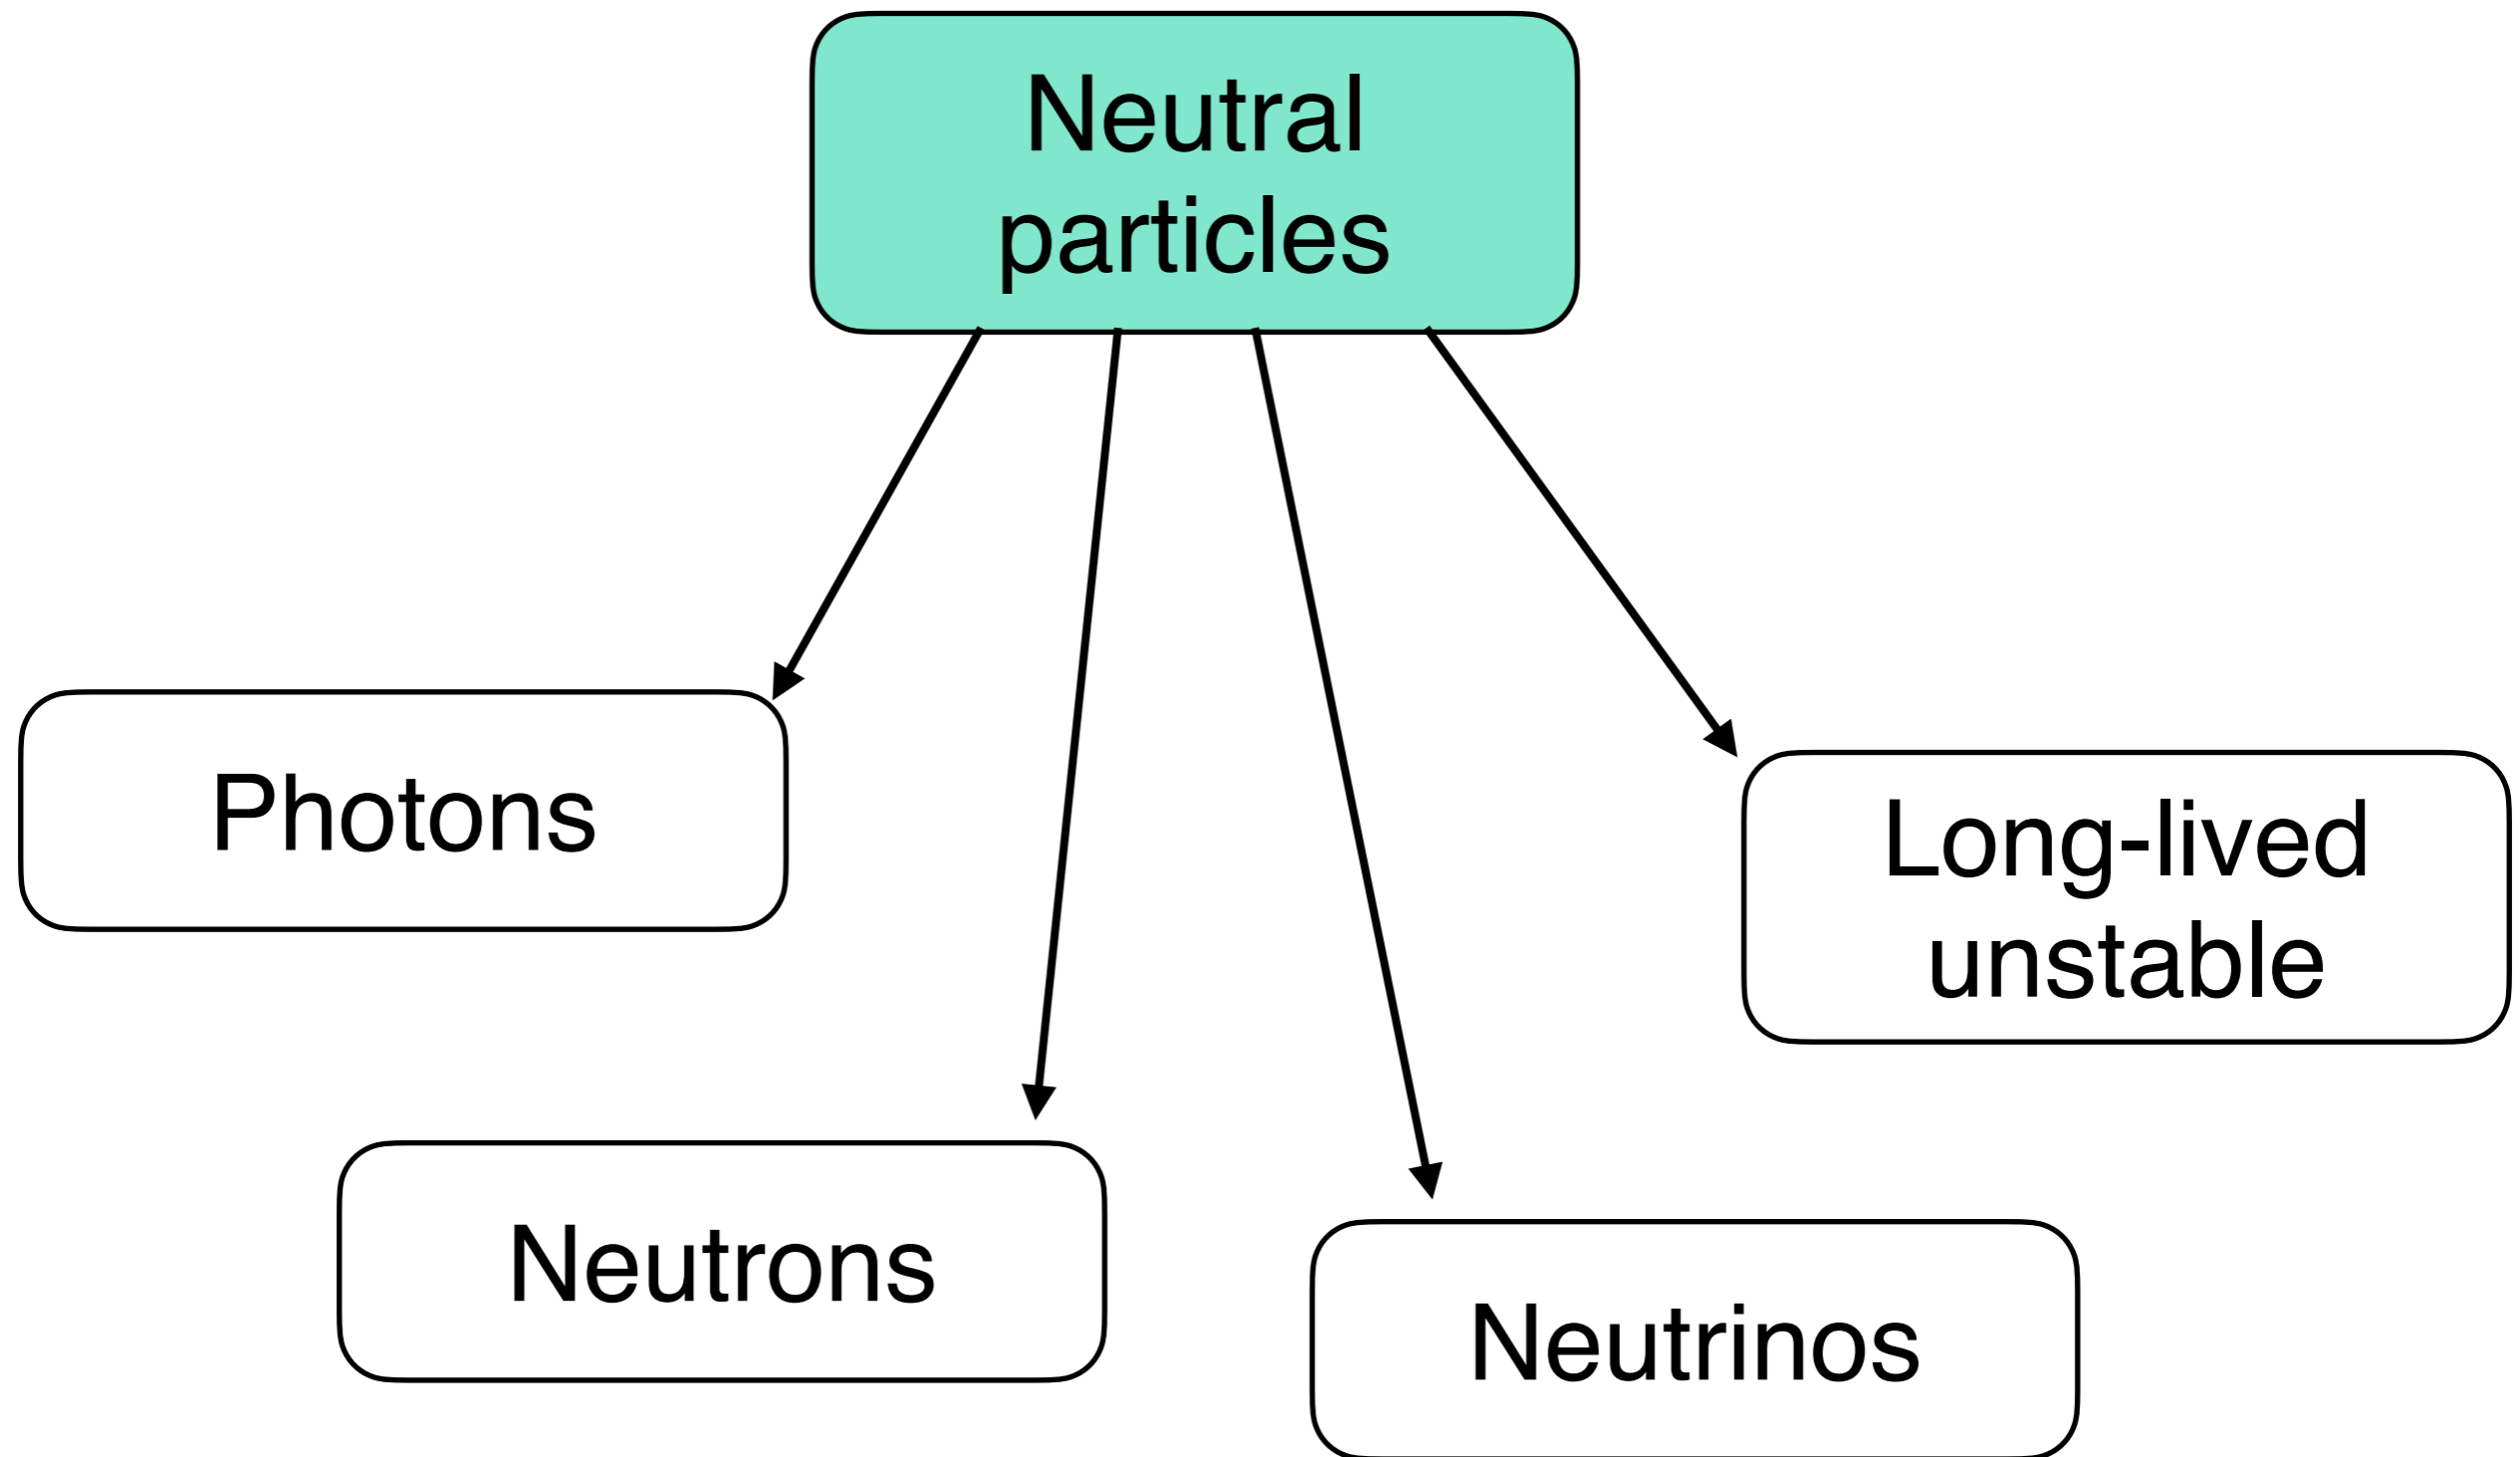 Neutral
particles
Photons
Long-lived
unstable
Neutrons
Neutrinos